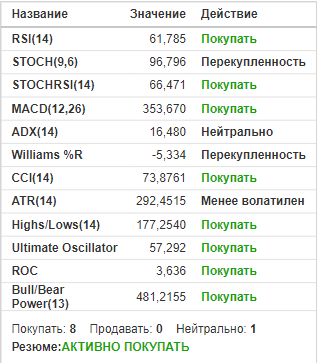 Название Значение Действие
RSI(14) 61,785 Покупать
STOCH(9,6) 96,796 Перекупленность
STOCHRSI(14) 66,471 Покупать
MACD(12,26) 353,670 Покупать
ADX(14) 16,480 Нейтрально
Williams %R -5,334 Перекупленность
CCI(14) 73,8761 Покупать
ATR(14) 292,4515 Менее волатилен
Highs/Lows(14) 177,2540 Покупать
Ultimate Oscillator 57,292 Покупать
ROC 3,636 Покупать
Bull/Bear
Power(13) 481,2155 Покупать
Покупать: 8 Продавать: 0 Нейтрально: 1
Резюме:АКТИВНО ПОКУПАТЬ